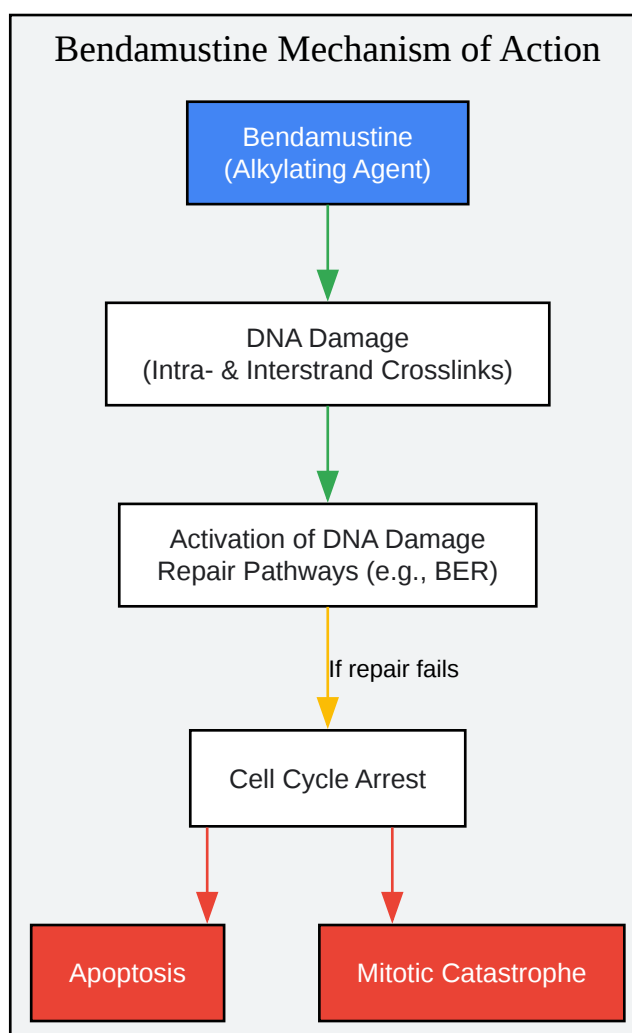 Bendamustine Mechanism of Action
Bendamustine
(Alkylating Agent)
DNA Damage
(Intra- & Interstrand Crosslinks)
Activation of DNA Damage
Repair Pathways (e.g., BER)
If repair fails
Cell Cycle Arrest
Apoptosis
Mitotic Catastrophe